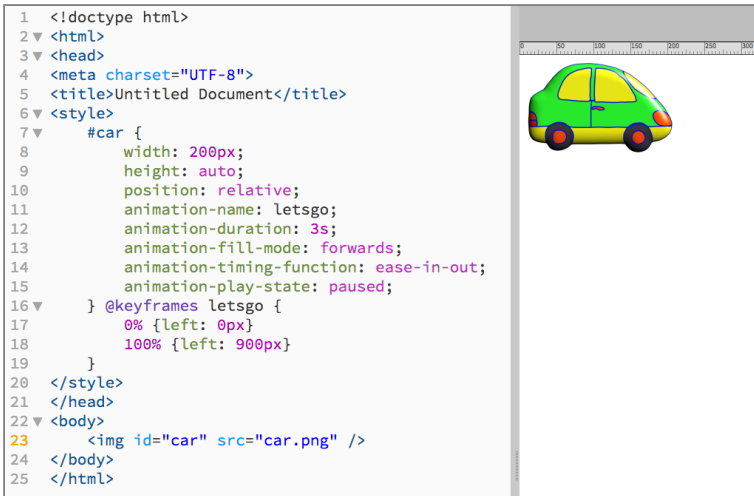 1 <!doctype html>
2 <html>
3 <head>
4 <meta charset="UTF-8">
5 <title>Untitled Document</title>
6 <style>
7 #car {
8 width: 200px;
9 height: auto;
10 position: relative;
11 animation-name: letsgo;
12 animation-duration: 3s;
13 animation-fill-mode: forwards;
14 animation-timing-function: ease-in-out;
15 animation-play-state: paused;
16 } @keyframes letsgo {
17 0% {left: 0px}
18 100% {left: 900px}
19 }
20 </style>
21 </head>
22 <body>
23 <img id="car" src="car.png" />
24 </body>
25 </html>
0 50 100 150 200 250 300